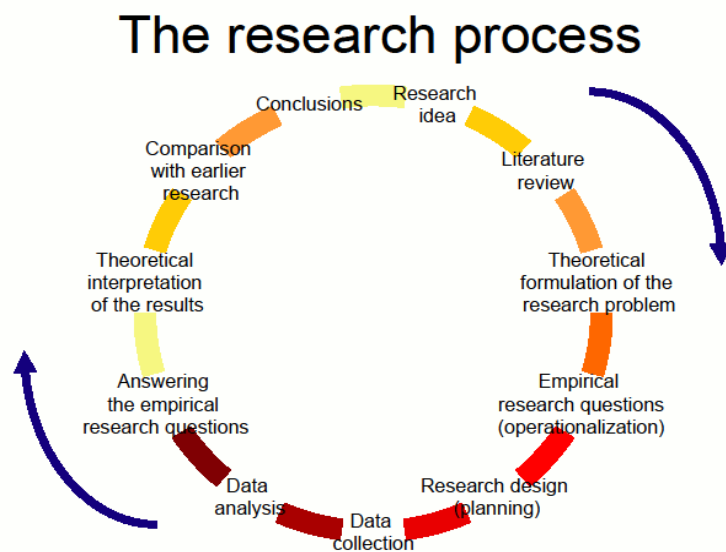 The research process
Research
idea
Literature
review
Theoretical
formulation of the
research problem
Empirical
research questions
(operationalization)
Research design
(planning)
Data
collection
Data
analysis
Answering
the empirical
research questions
Theoretical
interpretation
of the results
Comparison
with earlier
research
Conclusions